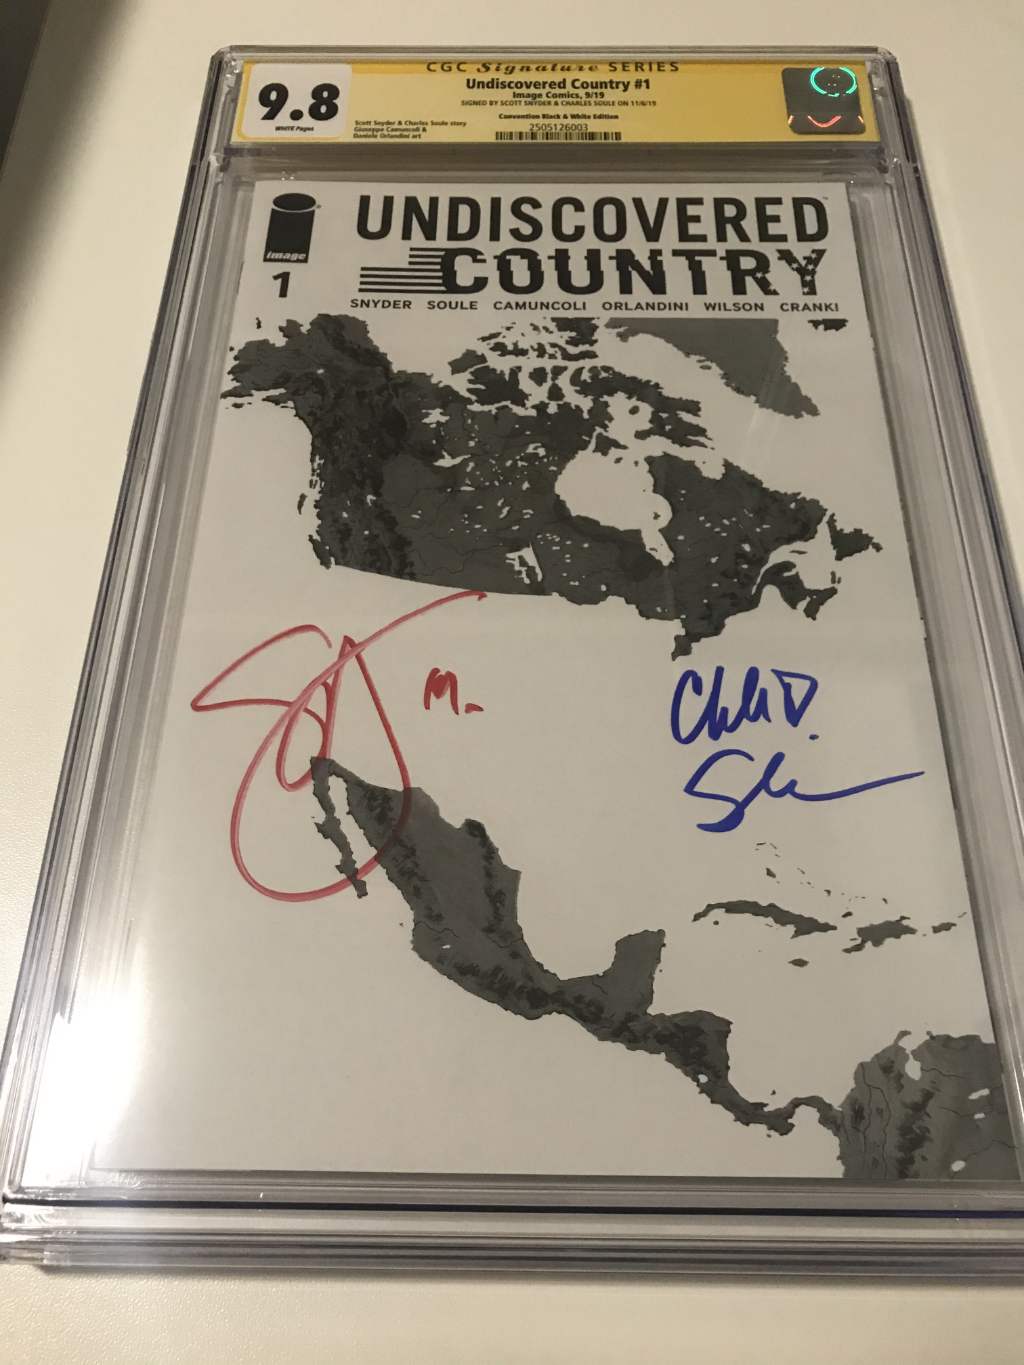 CGC Signature SERIES
9.8
WHITE Pages
Undiscovered Country #1
Image Comics, 9/19
SIGNED BY SCOTT SNYDER & CHARLES SOULE ON 11/6/19
Convention Black & White Edition
2505126003
Scott Snyder & Charles Soule story
Giuseppe Camuncoli &
Daniele Orlandini art
image
1
UNDISCOVERED
COUNTRY
SNYDER SOULE CAMUNCOLI ORLANDINI WILSON CRANK!